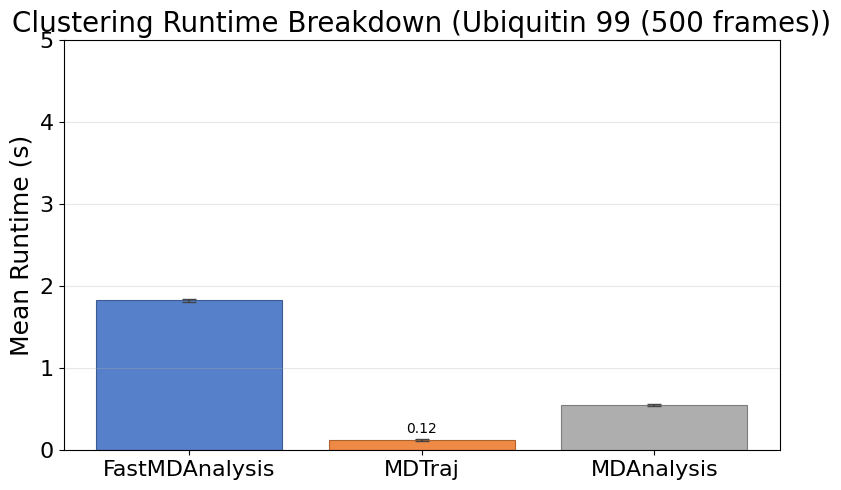 Clustering Runtime Breakdown (Ubiquitin 99 (500 frames))
Mean Runtime (s)
5
4
3
2
1
0
0.12
FastMDAnalysis
MDTraj
MDAnalysis